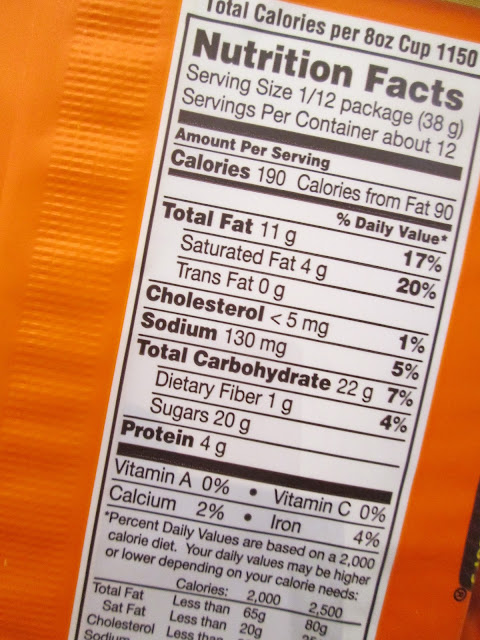 Total Calories per 8oz Cup 1150
Nutrition Facts
Serving Size 1/12 package (38 g)
Servings Per Container about 12
Amount Per Serving
Calories 190 Calories from Fat 90
% Daily Value*
Total Fat 11 g 17%
Saturated Fat 4 g 20%
Trans Fat 0 g
Cholesterol < 5 mg 1%
Sodium 130 mg 5%
Total Carbohydrate 22 g 7%
Dietary Fiber 1 g 4%
Sugars 20 g
Protein 4 g
Vitamin A 0% • Vitamin C 0%
Calcium 2% • Iron 4%
*Percent Daily Values are based on a 2,000
calorie diet. Your daily values may be higher
or lower depending on your calorie needs:
Calories: 2,000 2,500
Total Fat Less than 65g 80g
Sat Fat Less than 20g
Cholesterol Less than
Sodium
®